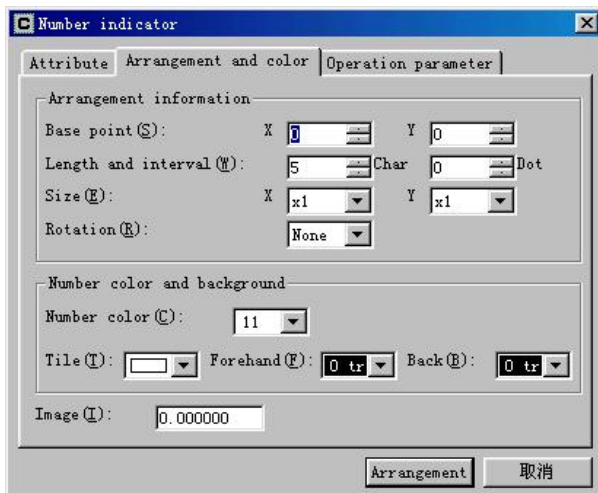 C Number indicator
Attribute Arrangement and color Operation parameter
Arrangement information
Base point(S): X 0 Y 0
Length and interval(W): 5 Char 0 Dot
Size(E): X x1 Y x1
Rotation(R): None
Number color and background
Number color(C): 11
Tile(T): Forehand(F): 0 tr Back(B): 0 tr
Image(I): 0.000000
Arrangement 取消